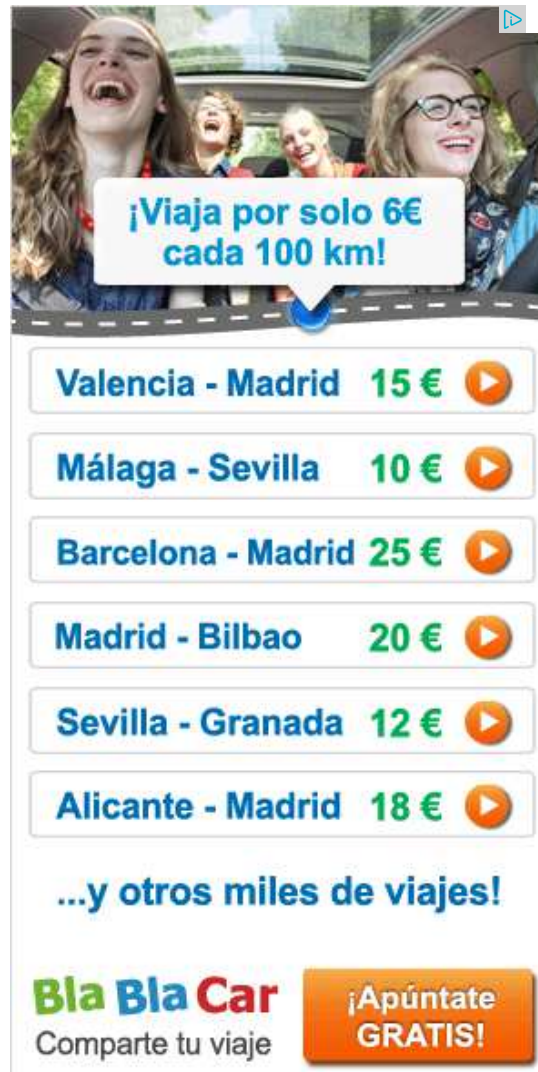 ¡Viaja por solo 6€
cada 100 km!
Valencia - Madrid 15 €
Málaga - Sevilla 10 €
Barcelona - Madrid 25 €
Madrid - Bilbao 20 €
Sevilla - Granada 12 €
Alicante - Madrid 18 €
...y otros miles de viajes!
Bla Bla Car
Comparte tu viaje
¡Apúntate
GRATIS!